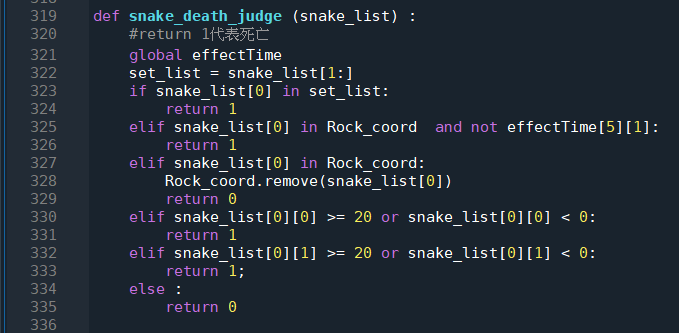 319 def snake_death_judge (snake_list) :
320     #return 1代表死亡
321     global effectTime
322     set_list = snake_list[1:]
323     if snake_list[0] in set_list:
324         return 1
325     elif snake_list[0] in Rock_coord  and not effectTime[5][1]:
326         return 1
327     elif snake_list[0] in Rock_coord:
328         Rock_coord.remove(snake_list[0])
329         return 0
330     elif snake_list[0][0] >= 20 or snake_list[0][0] < 0:
331         return 1
332     elif snake_list[0][1] >= 20 or snake_list[0][1] < 0:
333         return 1;
334     else :
335         return 0
336